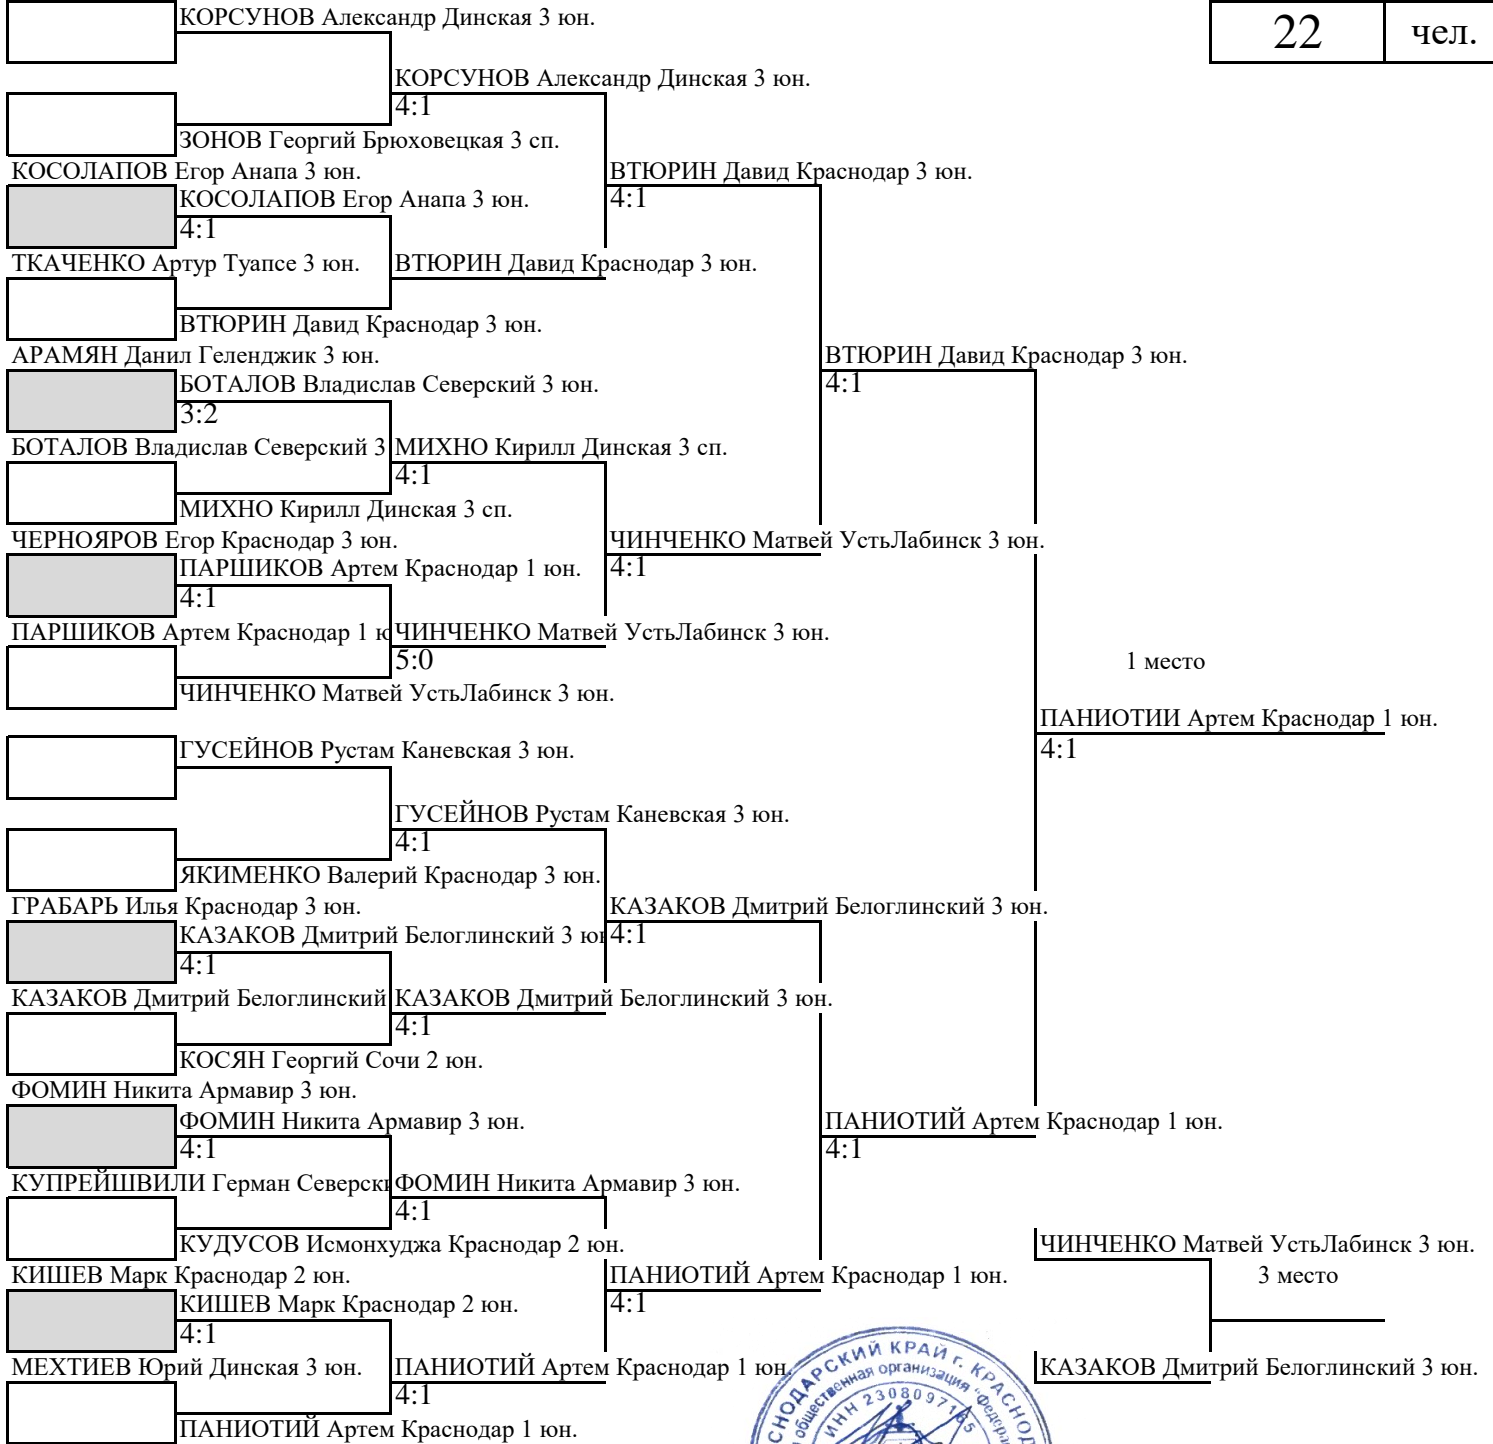 КОРСУНОВ Александр Динская 3 юн.
22 чел.
КОРСУНОВ Александр Динская 3 юн.
4:1
ЗОНОВ Георгий Брюховецкая 3 сп.
КОСОЛАПОВ Егор Анапа 3 юн.
ВТЮРИН Давид Краснодар 3 юн.
КОСОЛАПОВ Егор Анапа 3 юн.
4:1
4:1
ТКАЧЕНКО Артур Туапсе 3 юн.
ВТЮРИН Давид Краснодар 3 юн.
ВТЮРИН Давид Краснодар 3 юн.
АРАМЯН Данил Геленджик 3 юн.
ВТЮРИН Давид Краснодар 3 юн.
БОТАЛОВ Владислав Северский 3 юн.
4:1
3:2
БОТАЛОВ Владислав Северский 3
МИХНО Кирилл Динская 3 сп.
4:1
МИХНО Кирилл Динская 3 сп.
ЧЕРНОЯРОВ Егор Краснодар 3 юн.
ЧИНЧЕНКО Матвей УстьЛабинск 3 юн.
ПАРШИКОВ Артем Краснодар 1 юн.
4:1
4:1
ПАРШИКОВ Артем Краснодар 1 ю
ЧИНЧЕНКО Матвей УстьЛабинск 3 юн.
5:0
1 место
ЧИНЧЕНКО Матвей УстьЛабинск 3 юн.
ПАНИОТИЙ Артем Краснодар 1 юн.
4:1
ГУСЕЙНОВ Рустам Каневская 3 юн.
ГУСЕЙНОВ Рустам Каневская 3 юн.
4:1
ЯКИМЕНКО Валерий Краснодар 3 юн.
ГРАБАРЬ Илья Краснодар 3 юн.
КАЗАКОВ Дмитрий Белоглинский 3 юн.
КАЗАКОВ Дмитрий Белоглинский 3 юн
4:1
4:1
КАЗАКОВ Дмитрий Белоглинский
КАЗАКОВ Дмитрий Белоглинский 3 юн.
4:1
КОСЯН Георгий Сочи 2 юн.
ФОМИН Никита Армавир 3 юн.
ФОМИН Никита Армавир 3 юн.
ПАНИОТИЙ Артем Краснодар 1 юн.
4:1
4:1
КУПРЕЙШВИЛИ Герман Северски
ФОМИН Никита Армавир 3 юн.
4:1
КУДУСОВ Исмонхуджа Краснодар 2 юн.
ЧИНЧЕНКО Матвей УстьЛабинск 3 юн.
КИШЕВ Марк Краснодар 2 юн.
ПАНИОТИЙ Артем Краснодар 1 юн.
3 место
КИШЕВ Марк Краснодар 2 юн.
4:1
4:1
МЕХТИЕВ Юрий Динская 3 юн.
ПАНИОТИЙ Артем Краснодар 1 юн.
КАЗАКОВ Дмитрий Белоглинский 3 юн.
4:1
ПАНИОТИЙ Артем Краснодар 1 юн.
КРАЙ г.
общественная организация
ИНН 2308097165